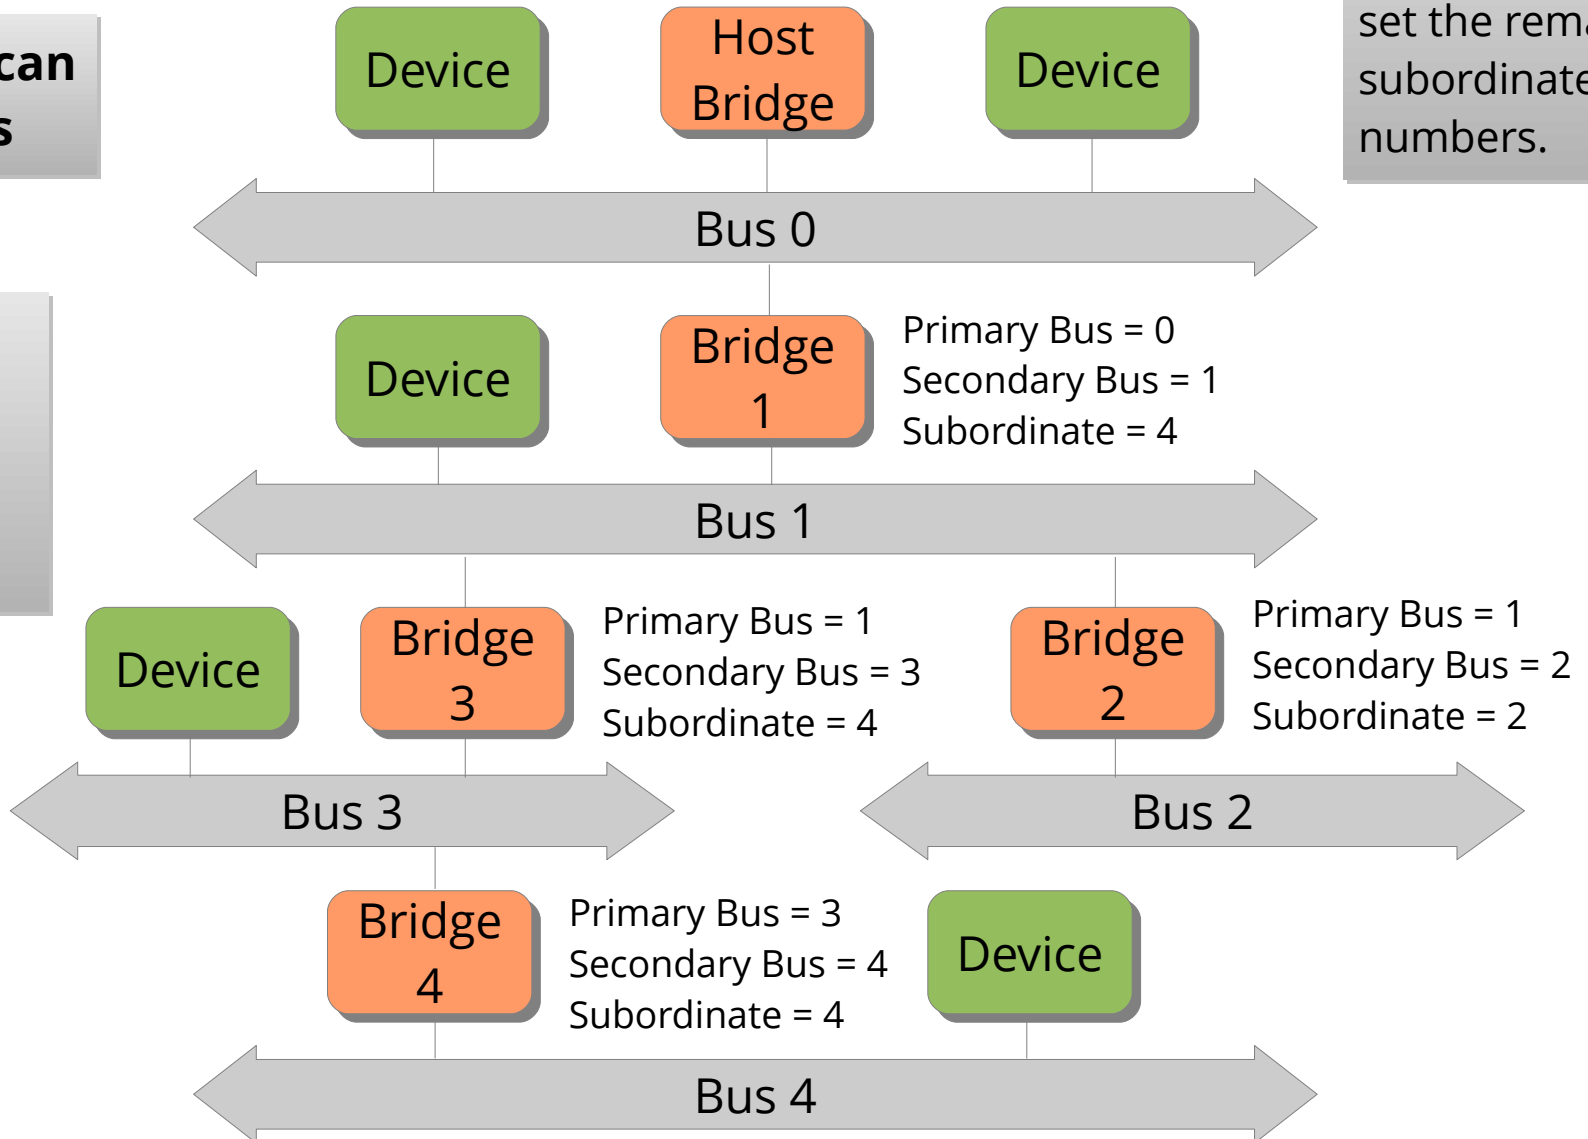 can
s
Device
Host
Bridge
Device
set the rema
subordinate
numbers.
Bus 0
Device
Bridge
1
Primary Bus = 0
Secondary Bus = 1
Subordinate = 4
Bus 1
Device
Bridge
3
Primary Bus = 1
Secondary Bus = 3
Subordinate = 4
Bridge
2
Primary Bus = 1
Secondary Bus = 2
Subordinate = 2
Bus 3
Bus 2
Bridge
4
Primary Bus = 3
Secondary Bus = 4
Subordinate = 4
Device
Bus 4